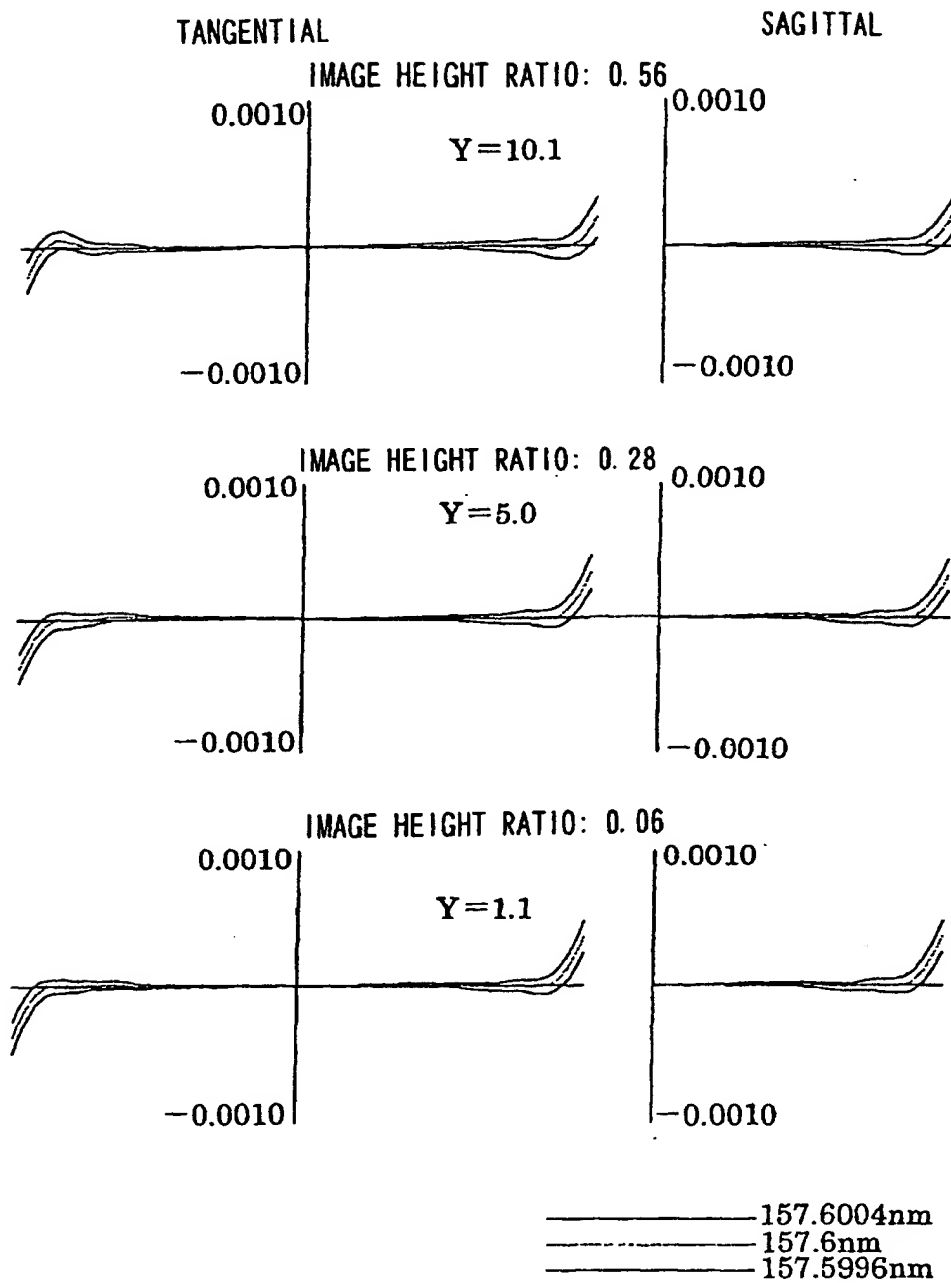 TANGENTIAL
SAGITTAL
IMAGE HEIGHT RATIO: 0.56
0.0010
0.0010
Y=10.1
−0.0010
−0.0010
IMAGE HEIGHT RATIO: 0.28
0.0010
0.0010
Y=5.0
−0.0010
−0.0010
IMAGE HEIGHT RATIO: 0.06
0.0010
0.0010
Y=1.1
−0.0010
−0.0010
157.6004nm
157.6nm
157.5996nm